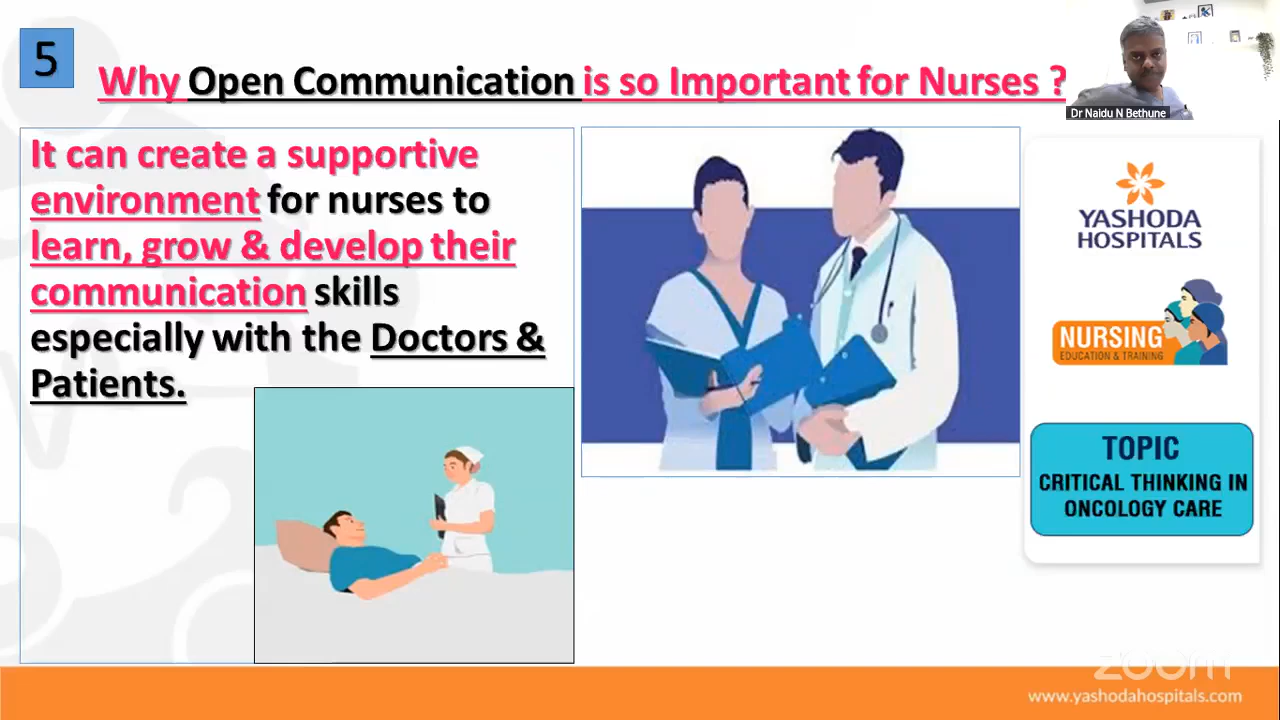 5
Why Open Communication is so Important for Nurses ?
Dr Naidu N Bethune
It can create a supportive
environment for nurses to
learn, grow & develop their
communication skills
especially with the Doctors &
Patients.
YASHODA
HOSPITALS
NURSING
EDUCATION & TRAINING
TOPIC
CRITICAL THINKING IN
ONCOLOGY CARE
zoom
www.yashodahospitals.com